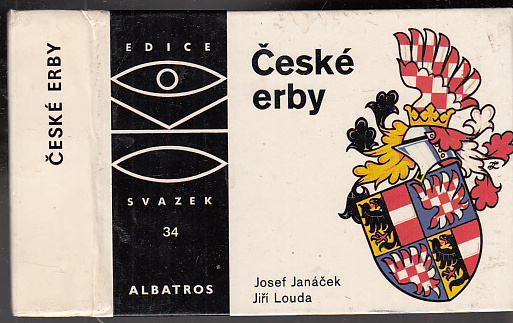 ČESKÉ ERBY
EDICE
SVAZEK
34
ALBATROS
České
erby
Josef Janáček
Jiří Louda